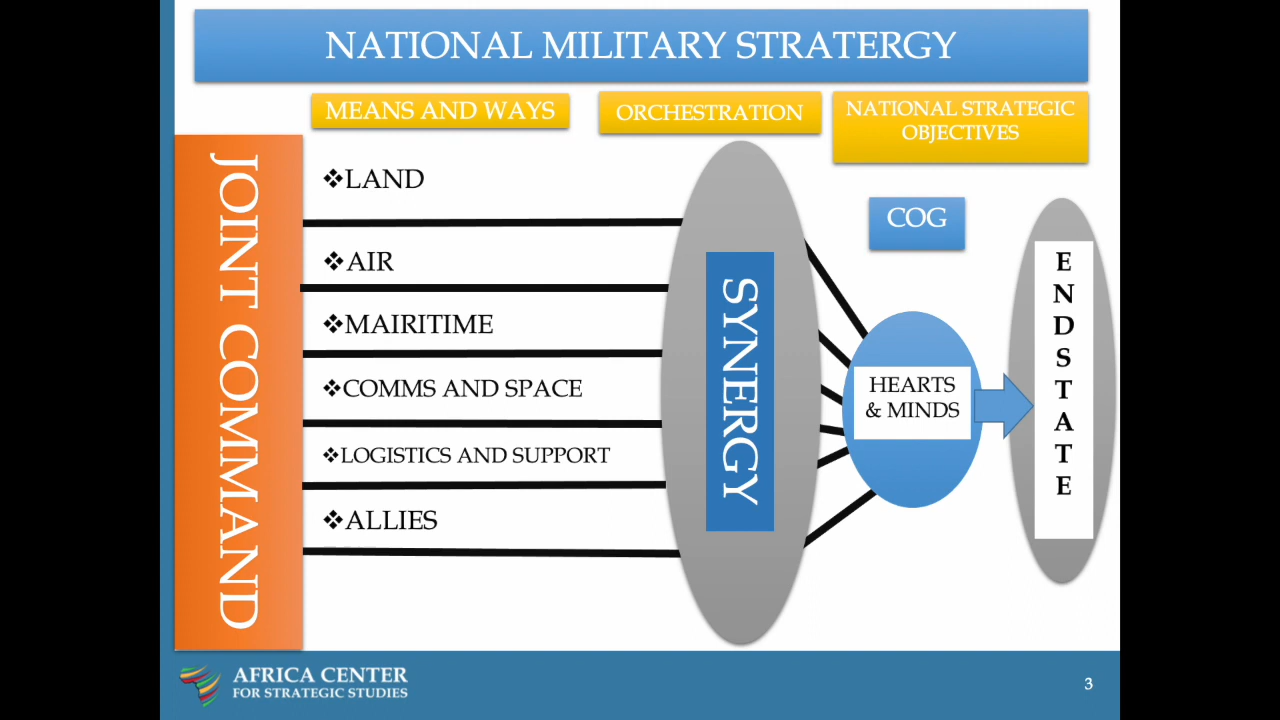 NATIONAL MILITARY STRATERGY
MEANS AND WAYS
ORCHESTRATION
NATIONAL STRATEGIC
OBJECTIVES
JOINT COMMAND
❖LAND
❖AIR
❖MAIRITIME
❖COMMS AND SPACE
❖LOGISTICS AND SUPPORT
❖ALLIES
SYNERGY
COG
HEARTS
& MINDS
E
N
D
S
T
A
T
E
AFRICA CENTER
FOR STRATEGIC STUDIES
3